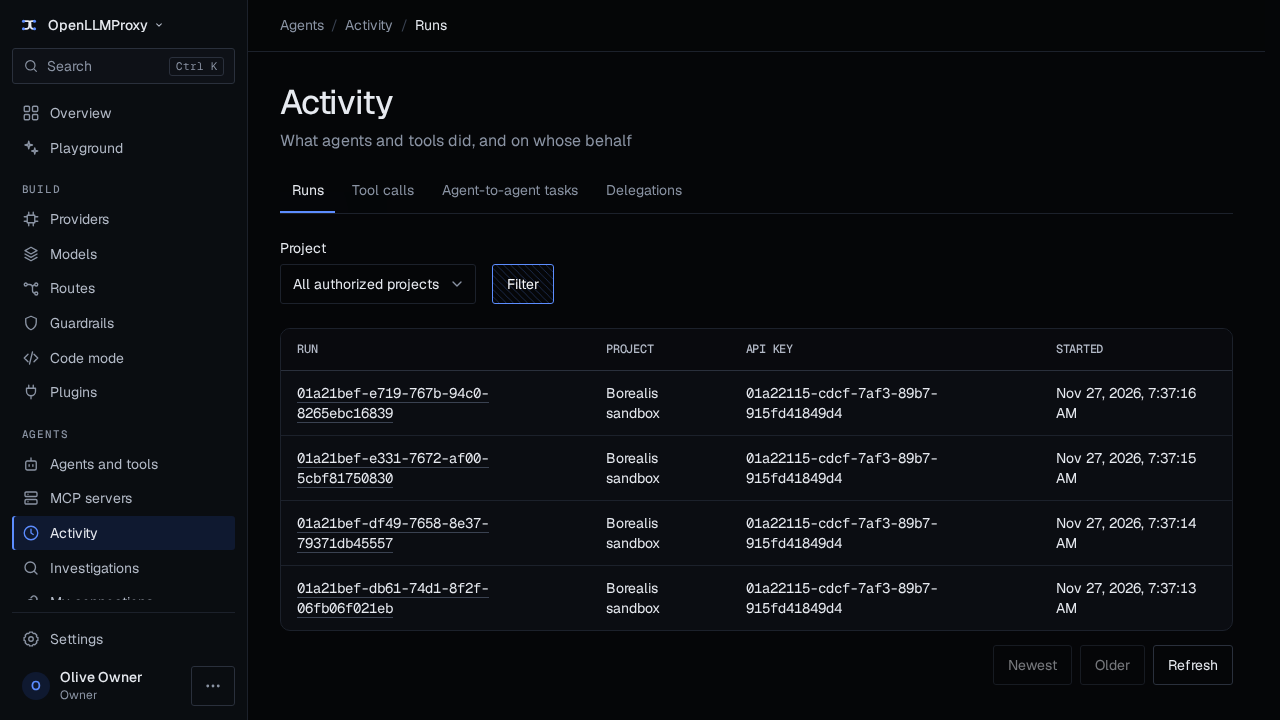 OpenLLMProxy
Search Ctrl K
Overview
Playground
BUILD
Providers
Models
Routes
Guardrails
Code mode
Plugins
AGENTS
Agents and tools
MCP servers
Activity
Investigations
My connections
Settings
O
Olive Owner
Owner
Agents / Activity / Runs
Activity
What agents and tools did, and on whose behalf
Runs Tool calls Agent-to-agent tasks Delegations
Project
All authorized projects Filter
RUN PROJECT API KEY STARTED
01a21bef-e719-767b-94c0- Borealis 01a22115-cdcf-7af3-89b7- Nov 27, 2026, 7:37:16
8265ebc16839 sandbox 915fd41849d4 AM
01a21bef-e331-7672-af00- Borealis 01a22115-cdcf-7af3-89b7- Nov 27, 2026, 7:37:15
5cbf81750830 sandbox 915fd41849d4 AM
01a21bef-df49-7658-8e37- Borealis 01a22115-cdcf-7af3-89b7- Nov 27, 2026, 7:37:14
79371db45557 sandbox 915fd41849d4 AM
01a21bef-db61-74d1-8f2f- Borealis 01a22115-cdcf-7af3-89b7- Nov 27, 2026, 7:37:13
06fb06f021eb sandbox 915fd41849d4 AM
Newest Older Refresh